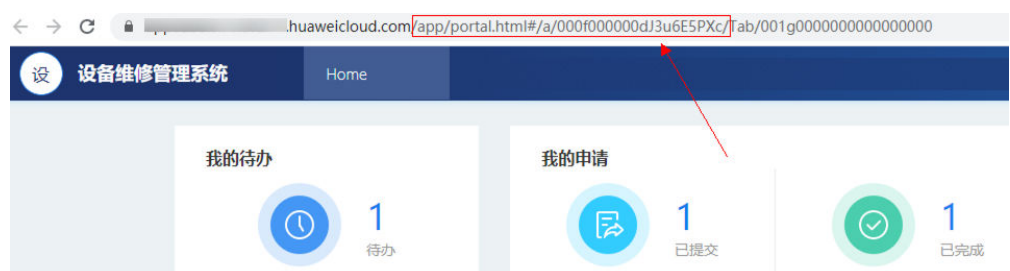 .huaweicloud.com/app/portal.html#/a/000f000000dJ3u6E5PXc/Tab/001g0000000000000000
设 设备维修管理系统 Home
我的待办 我的申请
1 1 1
待办 已提交 已完成